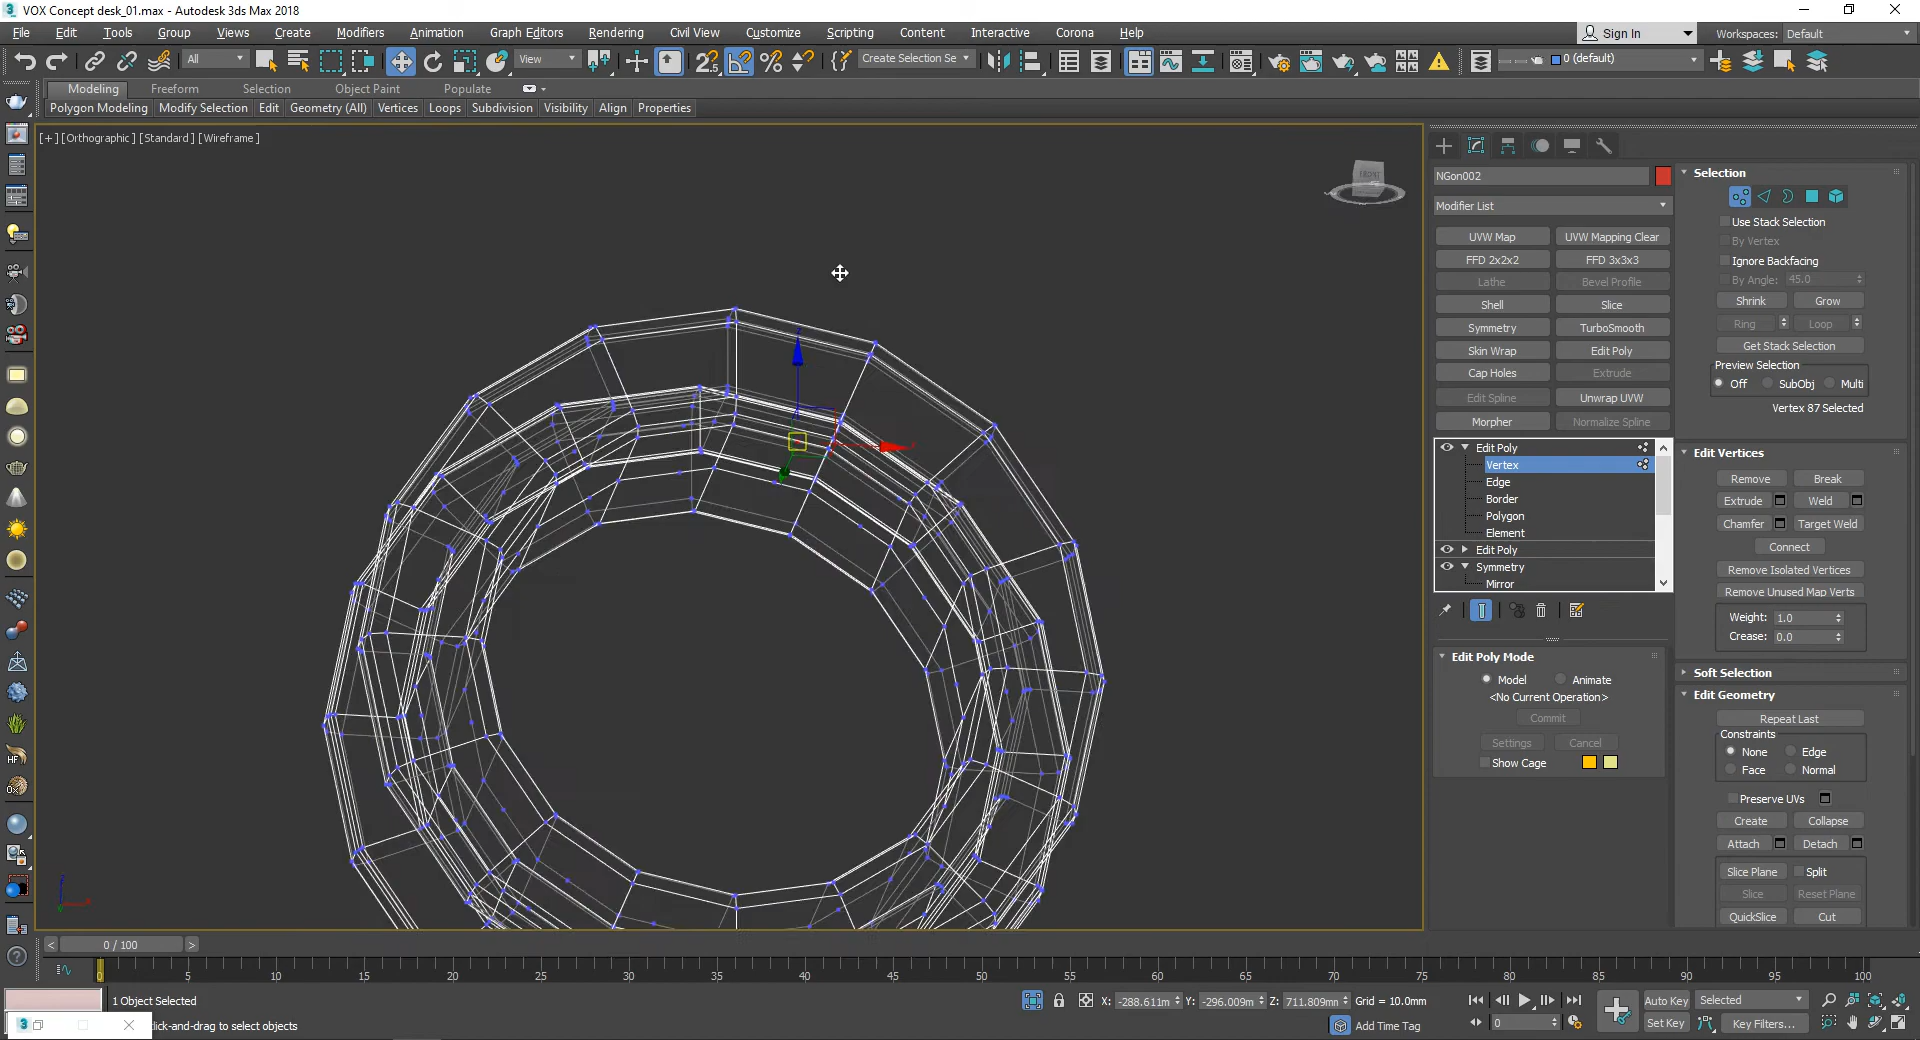 VOX Concept desk_01.max - Autodesk 3ds Max 2018
File Edit Tools Group Views Create Modifiers Animation Graph Editors Rendering Civil View Customize Scripting Content Interactive Corona Help Sign In Workspaces: Default
All View Create Selection Se 0 (default)
Modeling Freeform Selection Object Paint Populate
Polygon Modeling Modify Selection Edit Geometry (All) Vertices Loops Subdivision Visibility Align Properties
[+] [Orthographic] [Standard] [Wireframe]
FRONT
NGon002
Modifier List
UVW Map UVW Mapping Clear
FFD 2x2x2 FFD 3x3x3
Lathe Bevel Profile
Shell Slice
Symmetry TurboSmooth
Skin Wrap Edit Poly
Cap Holes Extrude
Edit Spline Unwrap UVW
Morpher Normalize Spline
Edit Poly
Vertex
Edge
Border
Polygon
Element
Edit Poly
Symmetry
Mirror
Edit Poly Mode
Model Animate
<No Current Operation>
Commit
Settings Cancel
Show Cage
Selection
Use Stack Selection
By Vertex
Ignore Backfacing
By Angle: 45.0
Shrink Grow
Ring Loop
Get Stack Selection
Preview Selection
Off SubObj Multi
Vertex 87 Selected
Edit Vertices
Remove Break
Extrude Weld
Chamfer Target Weld
Connect
Remove Isolated Vertices
Remove Unused Map Verts
Weight: 1.0
Crease: 0.0
Soft Selection
Edit Geometry
Repeat Last
Constraints
None Edge
Face Normal
Preserve UVs
Create Collapse
Attach Detach
Slice Plane Split
Slice Reset Plane
QuickSlice Cut
< 0 / 100 >
0 5 10 15 20 25 30 35 40 45 50 55 60 65 70 75 80 85 90 95 100
1 Object Selected
X: -288.611m Y: -296.009m Z: 711.809mn Grid = 10.0mm
Auto Key Selected
click-and-drag to select objects
Add Time Tag
0
Set Key Key Filters...